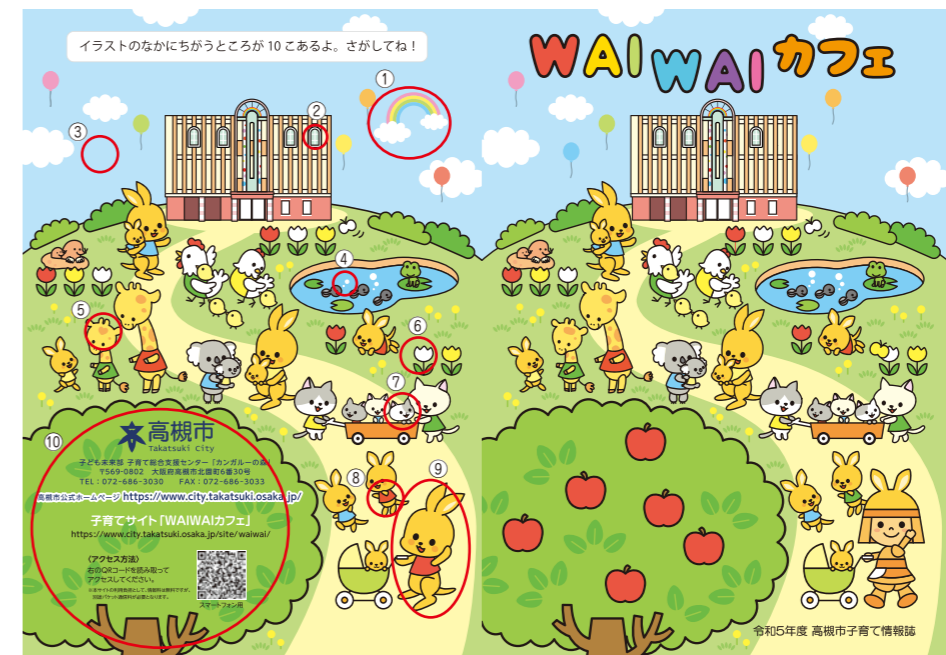 イラストのなかにちがうところが 10 こあるよ。さがしてね！
①
②
③
④
⑤
⑥
⑦
⑧
⑨
⑩
高槻市
Takatsuki City
子ども未来部 子育て総合支援センター「カンガルーの森」
〒569-0802 大阪府高槻市北園町6番30号
TEL：072-686-3030 FAX：072-686-3033
高槻市公式ホームページ https://www.city.takatsuki.osaka.jp/
子育てサイト「WAIWAIカフェ」
https://www.city.takatsuki.osaka.jp/site/waiwai/
〈アクセス方法〉
右のQRコードを読み取って
アクセスしてください。
スマートフォン用
WAI WAI カフェ
令和5年度 高槻市子育て情報誌